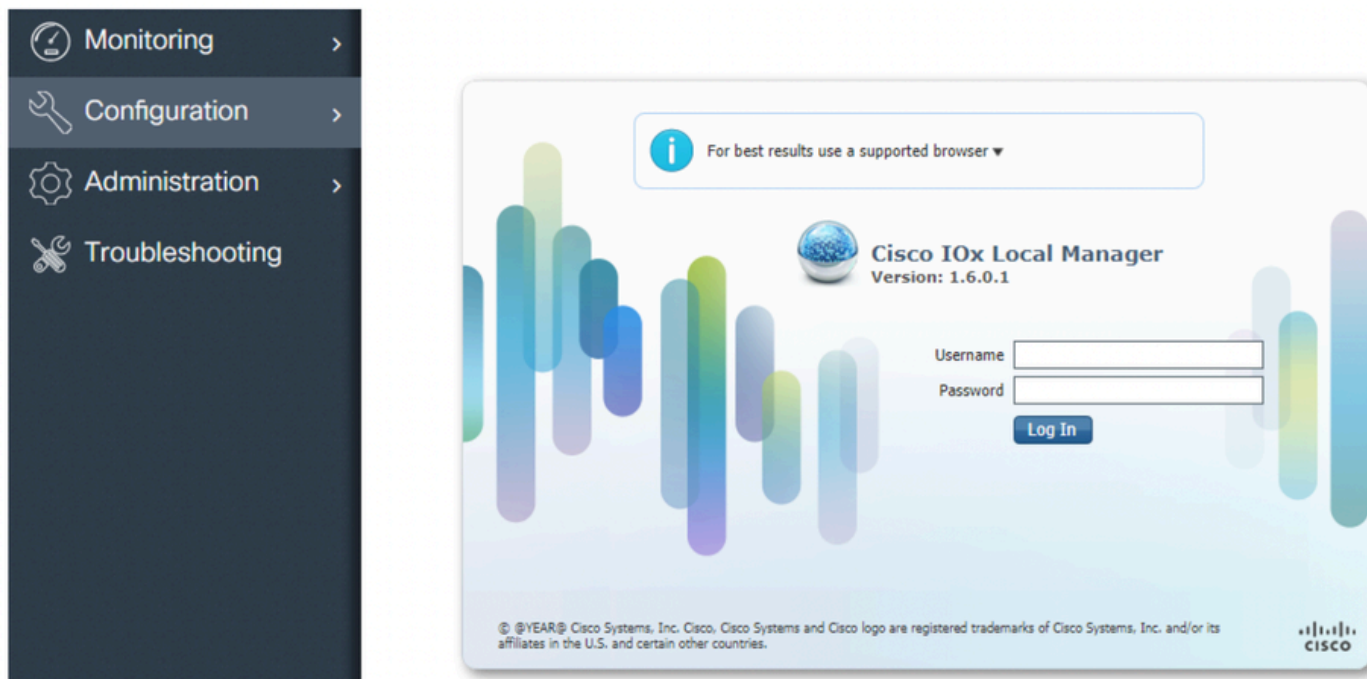 Monitoring
Configuration
Administration
Troubleshooting
For best results use a supported browser
Cisco IOx Local Manager
Version: 1.6.0.1
Username
Password
Log In
© @YEAR@ Cisco Systems, Inc. Cisco, Cisco Systems and Cisco logo are registered trademarks of Cisco Systems, Inc. and/or its
affiliates in the U.S. and certain other countries.
CISCO